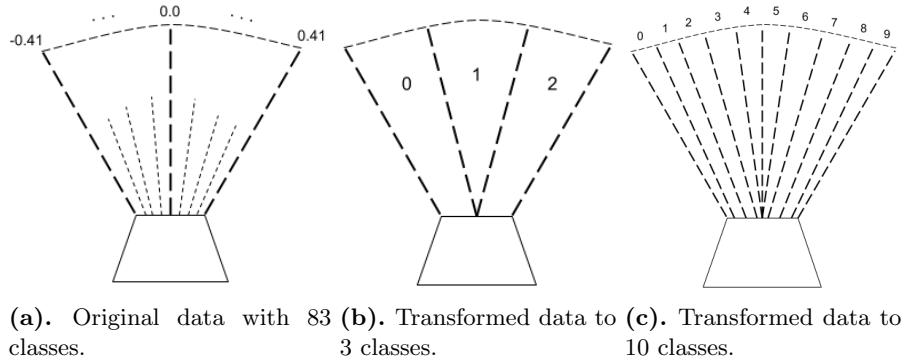 ... 0.0 ...
-0.41 0.41
0 1 2
0 1 2 3 4 5 6 7 8 9
(a). Original data with 83 classes.
(b). Transformed data to 3 classes.
(c). Transformed data to 10 classes.